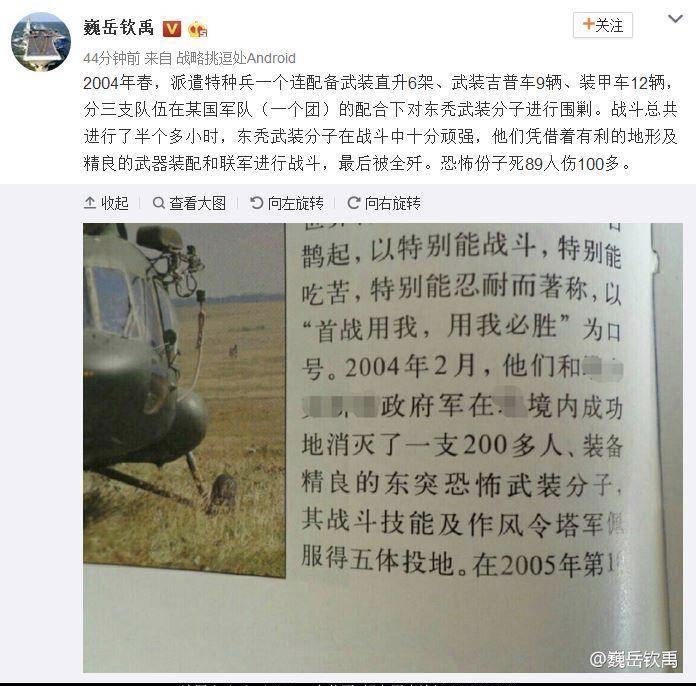 巍岳钦禹
+关注
44分钟前 来自 战略挑逗处Android
2004年春，派遣特种兵一个连配备武装直升6架、武装吉普车9辆、装甲车12辆，
分三支队伍在某国军队（一个团）的配合下对东秃武装分子进行围剿。战斗总共
进行了半个多小时，东秃武装分子在战斗中十分顽强，他们凭借着有利的地形及
精良的武器装配和联军进行战斗，最后被全歼。恐怖份子死89人伤100多。
收起 查看大图 向左旋转 向右旋转
鹊起，以特别能战斗，特别能
吃苦，特别能忍耐而著称，以
“首战用我，用我必胜”为口
号。2004年2月，他们和
政府军在 境内成功
地消灭了一支200多人、装备
精良的东突恐怖武装分子，
其战斗技能及作风令塔军佩
服得五体投地。在2005年第
@巍岳钦禹